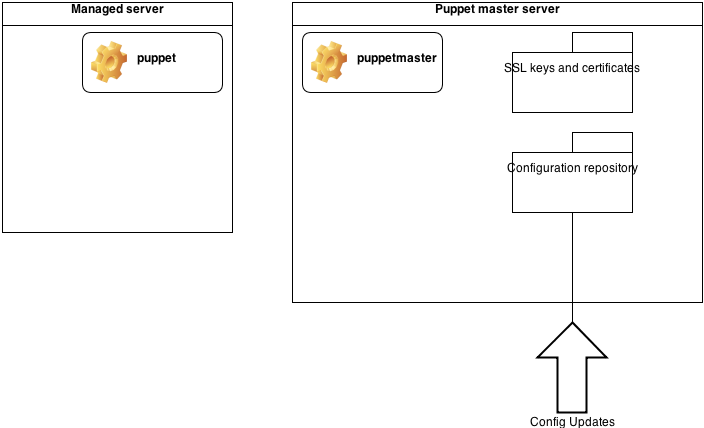 Managed server
Puppet master server
puppet
puppetmaster
SSL keys and certificates
Configuration repository
Config Updates